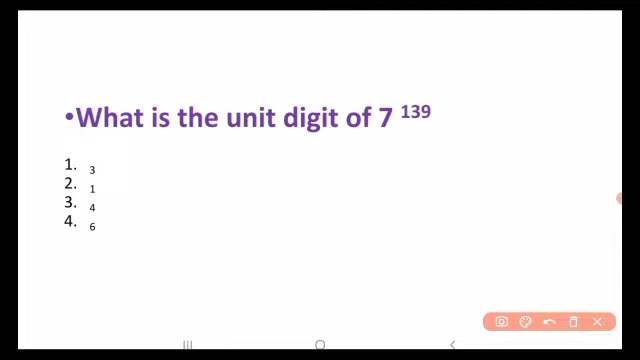 •What is the unit digit of 7 139
1. 3
2. 1
3. 4
4. 6